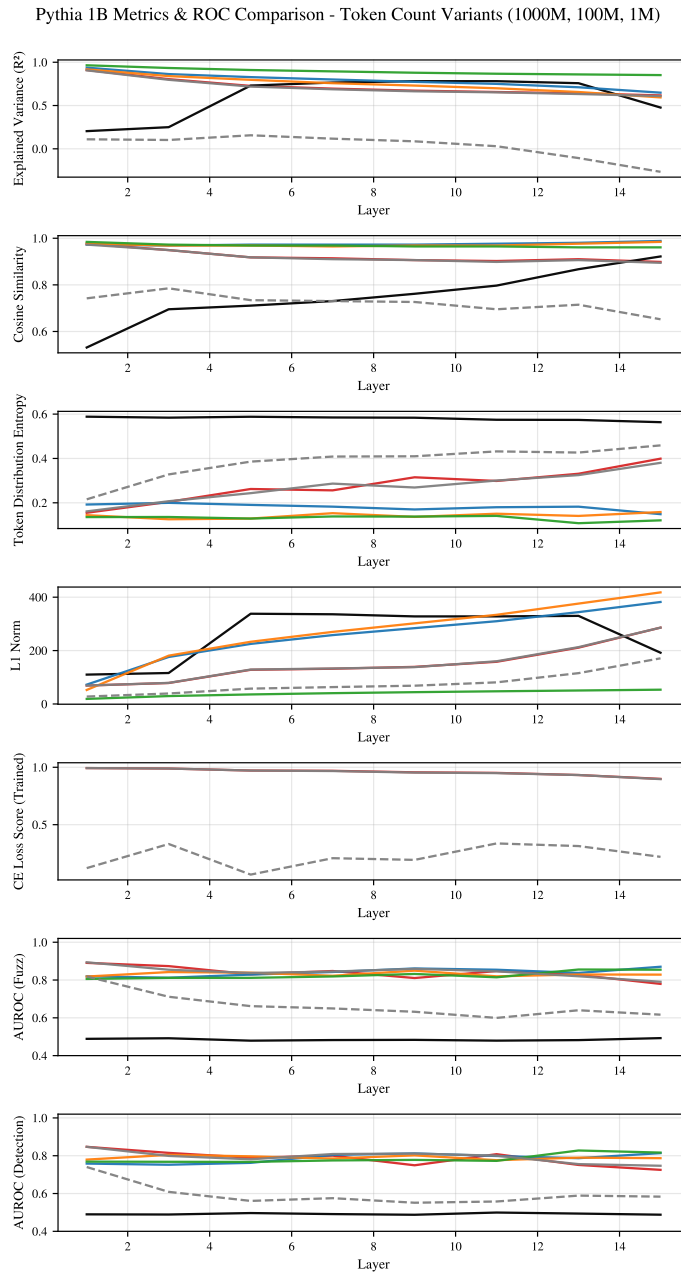 Pythia 1B Metrics & ROC Comparison - Token Count Variants (1000M, 100M, 1M)
Explained Variance (R²)
1.0
0.5
0.0
2 4 6 8 10 12 14
Layer
Cosine Similarity
1.0
0.8
0.6
2 4 6 8 10 12 14
Layer
Token Distribution Entropy
0.6
0.4
0.2
2 4 6 8 10 12 14
Layer
L1 Norm
400
200
0
2 4 6 8 10 12 14
Layer
CE Loss Score (Trained)
1.0
0.5
2 4 6 8 10 12 14
Layer
AUROC (Fuzz)
1.0
0.8
0.6
0.4
2 4 6 8 10 12 14
Layer
AUROC (Detection)
1.0
0.8
0.6
0.4
2 4 6 8 10 12 14
Layer